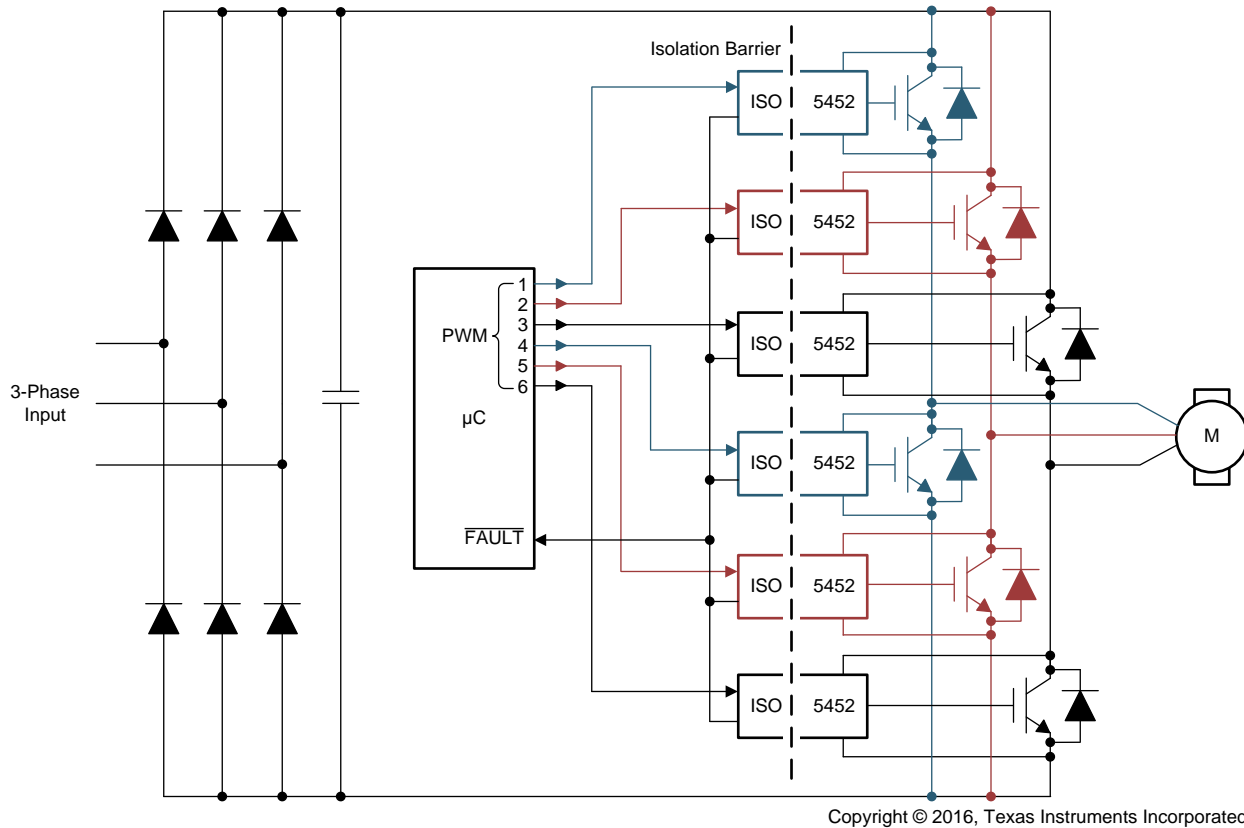 Isolation Barrier
ISO 5452
ISO 5452
1
2
PWM 3
ISO 5452
4
5
6
3-Phase
Input
µC
M
ISO 5452
FAULT
ISO 5452
ISO 5452
Copyright © 2016, Texas Instruments Incorporated